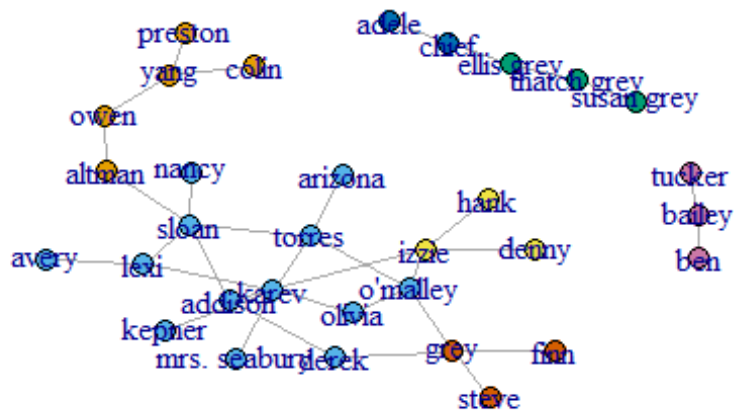 adele
preston
chief
colin
ellis grey
yang
thatch grey
susan grey
owen
nancy
arizona
altman
tucker
hank
bailey
sloan
torres
izzie
denny
avery
lexi
ben
karev
o'malley
addison
olivia
kepner
mrs. seabury
derek
grey
finn
steve